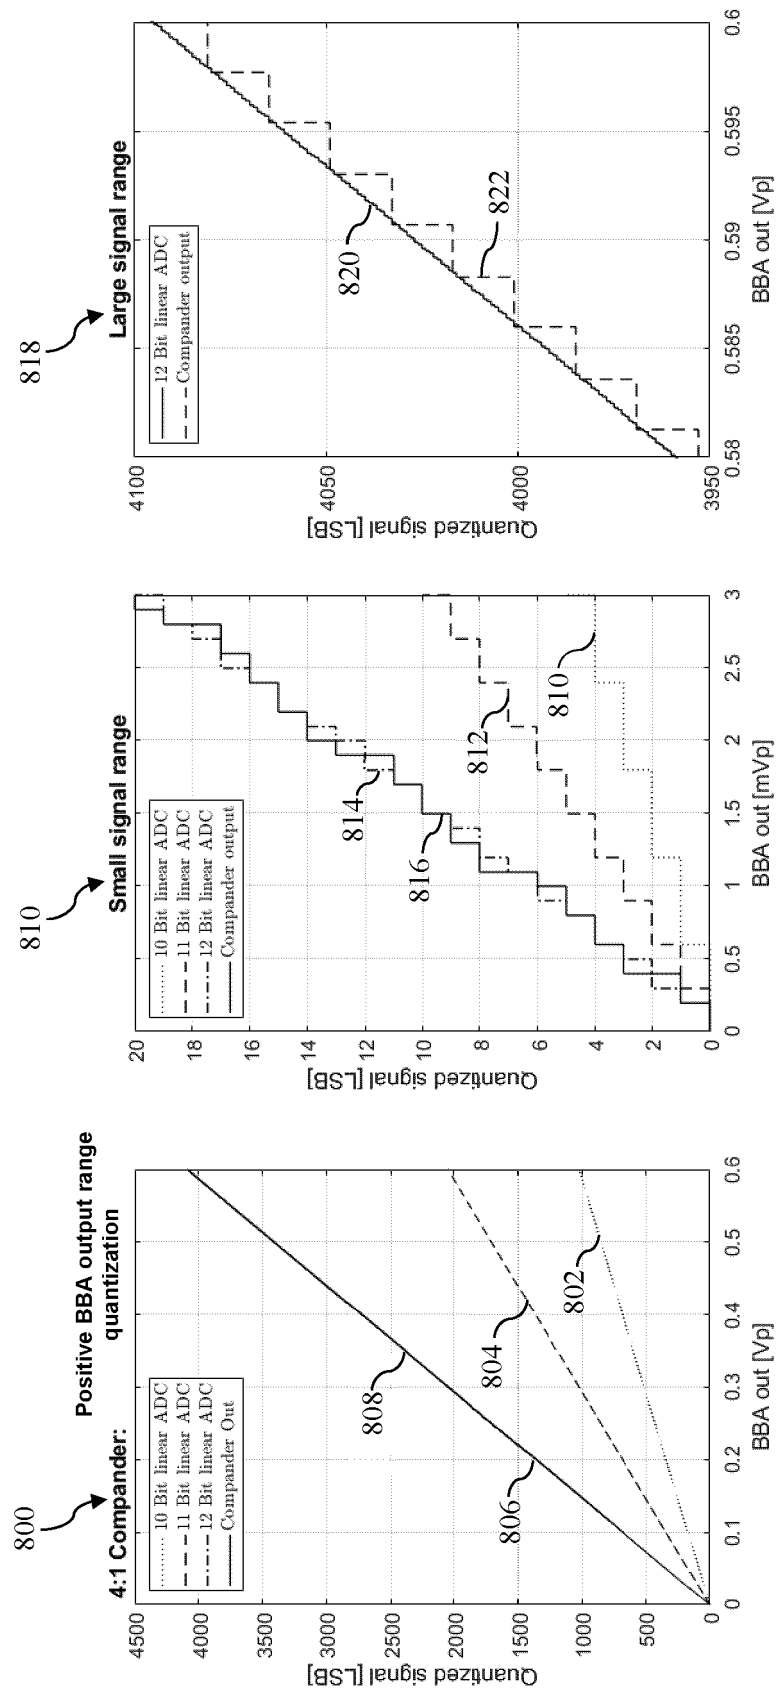 800
4:1 Compander:
Positive BBA output range
quantization
10 Bit linear ADC
11 Bit linear ADC
12 Bit linear ADC
Compander Out
Quantized signal [LSB]
4500
4000
3500
3000
2500
2000
1500
1000
500
0
0
0.1
0.2
0.3
0.4
0.5
0.6
BBA out [Vp]
802
804
806
808
810
Small signal range
10 Bit linear ADC
11 Bit linear ADC
12 Bit linear ADC
Compander output
Quantized signal [LSB]
20
18
16
14
12
10
8
6
4
2
0
0
0.5
1
1.5
2
2.5
3
BBA out [mVp]
810
812
814
816
818
Large signal range
12 Bit linear ADC
Compander output
Quantized signal [LSB]
4100
4050
4000
3950
0.58
0.585
0.59
0.595
0.6
BBA out [Vp]
820
822